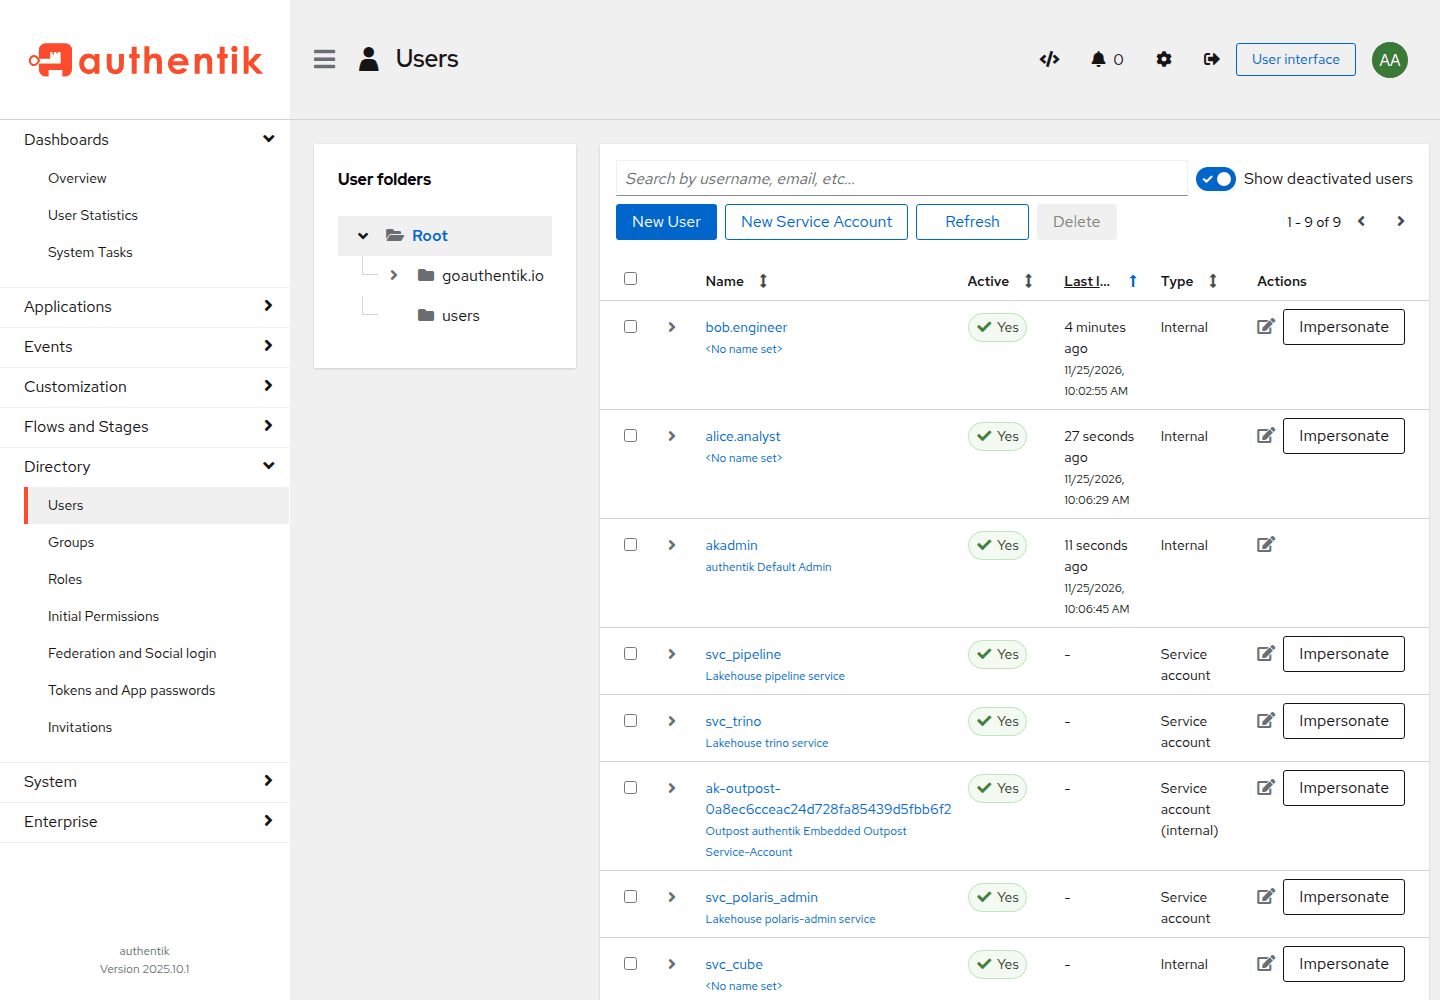 authentik
Users
0
User interface
AA
Dashboards
Overview
User Statistics
System Tasks
Applications
Events
Customization
Flows and Stages
Directory
Users
Groups
Roles
Initial Permissions
Federation and Social login
Tokens and App passwords
Invitations
System
Enterprise
authentik
Version 2025.10.1
User folders
Root
goauthentik.io
users
Search by username, email, etc...
Show deactivated users
New User
New Service Account
Refresh
Delete
1 - 9 of 9
Name
Active
Last l...
Type
Actions
bob.engineer
<No name set>
Yes
4 minutes
ago
11/25/2026,
10:02:55 AM
Internal
Impersonate
alice.analyst
<No name set>
Yes
27 seconds
ago
11/25/2026,
10:06:29 AM
Internal
Impersonate
akadmin
authentik Default Admin
Yes
11 seconds
ago
11/25/2026,
10:06:45 AM
Internal
svc_pipeline
Lakehouse pipeline service
Yes
-
Service
account
Impersonate
svc_trino
Lakehouse trino service
Yes
-
Service
account
Impersonate
ak-outpost-
0a8ec6cceac24d728fa85439d5fbb6f2
Outpost authentik Embedded Outpost
Service-Account
Yes
-
Service
account
(internal)
Impersonate
svc_polaris_admin
Lakehouse polaris-admin service
Yes
-
Service
account
Impersonate
svc_cube
<No name set>
Yes
-
Internal
Impersonate